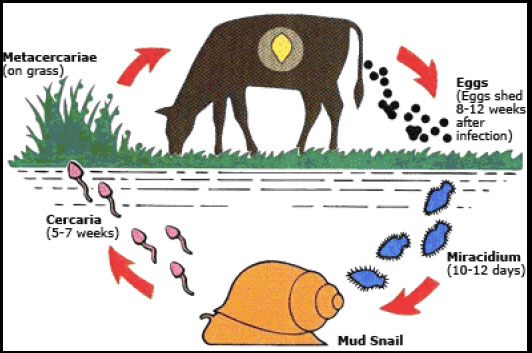 Metacercariae
(on grass)
Eggs
(Eggs shed
8-12 weeks
after
infection)
Cercaria
(5-7 weeks)
Miracidium
(10-12 days)
Mud Snail